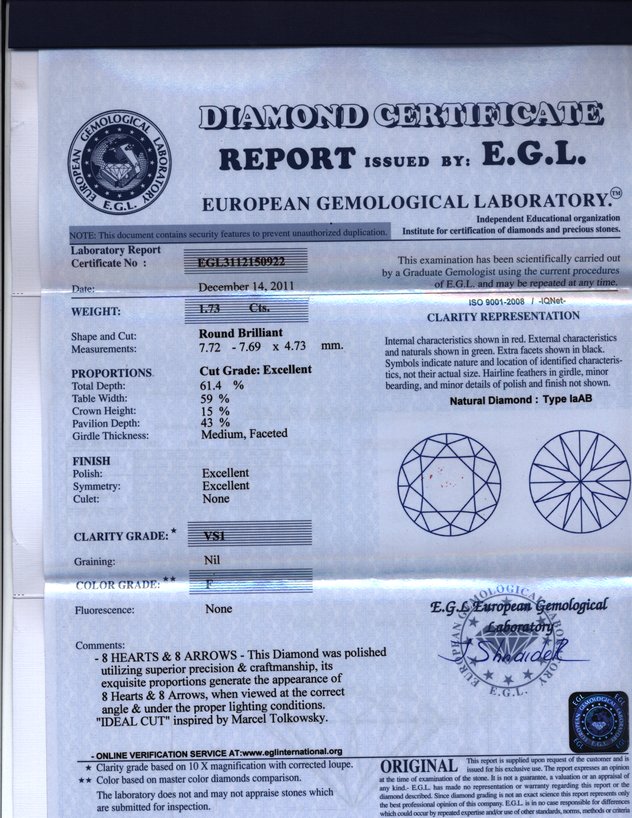 DIAMOND CERTIFICATE
REPORT ISSUED BY: E.G.L.
EUROPEAN GEMOLOGICAL LABORATORY.™
Independent Educational organization
Institute for certification of diamonds and precious stones.
EUROPEAN GEMOLOGICAL LABORATORY
E.G.L.
NOTE: This document contains security features to prevent unauthorized duplication.
Laboratory Report
Certificate No : EGL3112150922
Date: December 14, 2011
WEIGHT: 1.73 Cts.
Shape and Cut: Round Brilliant
Measurements: 7.72 - 7.69 x 4.73 mm.
PROPORTIONS Cut Grade: Excellent
Total Depth: 61.4 %
Table Width: 59 %
Crown Height: 15 %
Pavilion Depth: 43 %
Girdle Thickness: Medium, Faceted
FINISH
Polish: Excellent
Symmetry: Excellent
Culet: None
CLARITY GRADE: * VS1
Graining: Nil
COLOR GRADE: ** F
Fluorescence: None
Comments:
- 8 HEARTS & 8 ARROWS - This Diamond was polished
utilizing superior precision & craftmanship, its
exquisite proportions generate the appearance of
8 Hearts & 8 Arrows, when viewed at the correct
angle & under the proper lighting conditions.
"IDEAL CUT" inspired by Marcel Tolkowsky.
- ONLINE VERIFICATION SERVICE AT:www.eglinternational.org
★ Clarity grade based on 10 X magnification with corrected loupe.
★★ Color based on master color diamonds comparison.
The laboratory does not and may not appraise stones which
are submitted for inspection.
This examination has been scientifically carried out
by a Graduate Gemologist using the current procedures
of E.G.L. and may be repeated at any time.
ISO 9001-2008 / -IQNet-
CLARITY REPRESENTATION
Internal characteristics shown in red. External characteristics
and naturals shown in green. Extra facets shown in black.
Symbols indicate nature and location of identified characteris-
tics, not their actual size. Hairline feathers in girdle, minor
bearding, and minor details of polish and finish not shown.
Natural Diamond : Type IaAB
E.G.L European Gemological
Laboratory
EUROPEAN GEMOLOGICAL LABORATORY
E.G.L.
EGL
EGL
ORIGINAL This report is supplied upon request of the customer and is
issued for his exclusive use. The report expresses an opinion
at the time of examination of the stone. It is not a guarantee, a valuation or an appraisal of
any kind.- E.G.L. has made no representation or warranty regarding this report or the
diamond described. Since diamond grading is not an exact science this report represents only
the best professional opinion of this company. E.G.L. is in no case responsible for differences
which could occur by repeated expertise and/or use of other standards, norms, methods or criteria